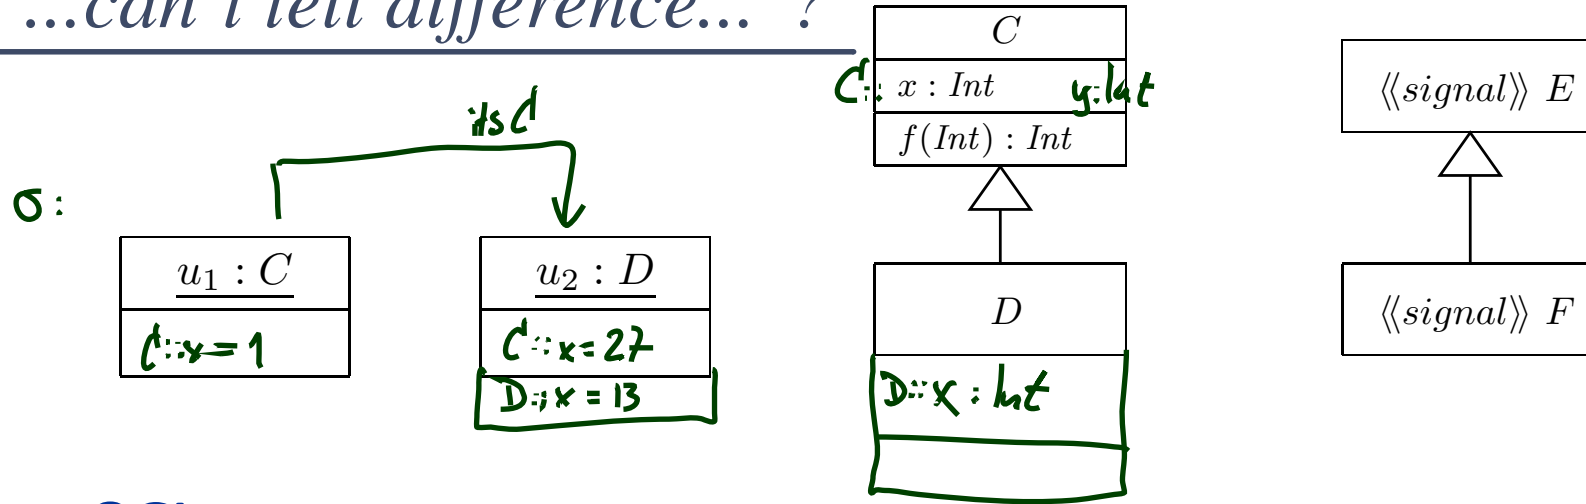 ...can't tell difference... ?
C
C:: x : Int y:Int
f(Int) : Int
⟪signal⟫ E
itsC
σ:
u₁ : C
C::x = 1
u₂ : D
C::x = 27
D::x = 13
D
D::x : Int
⟪signal⟫ F